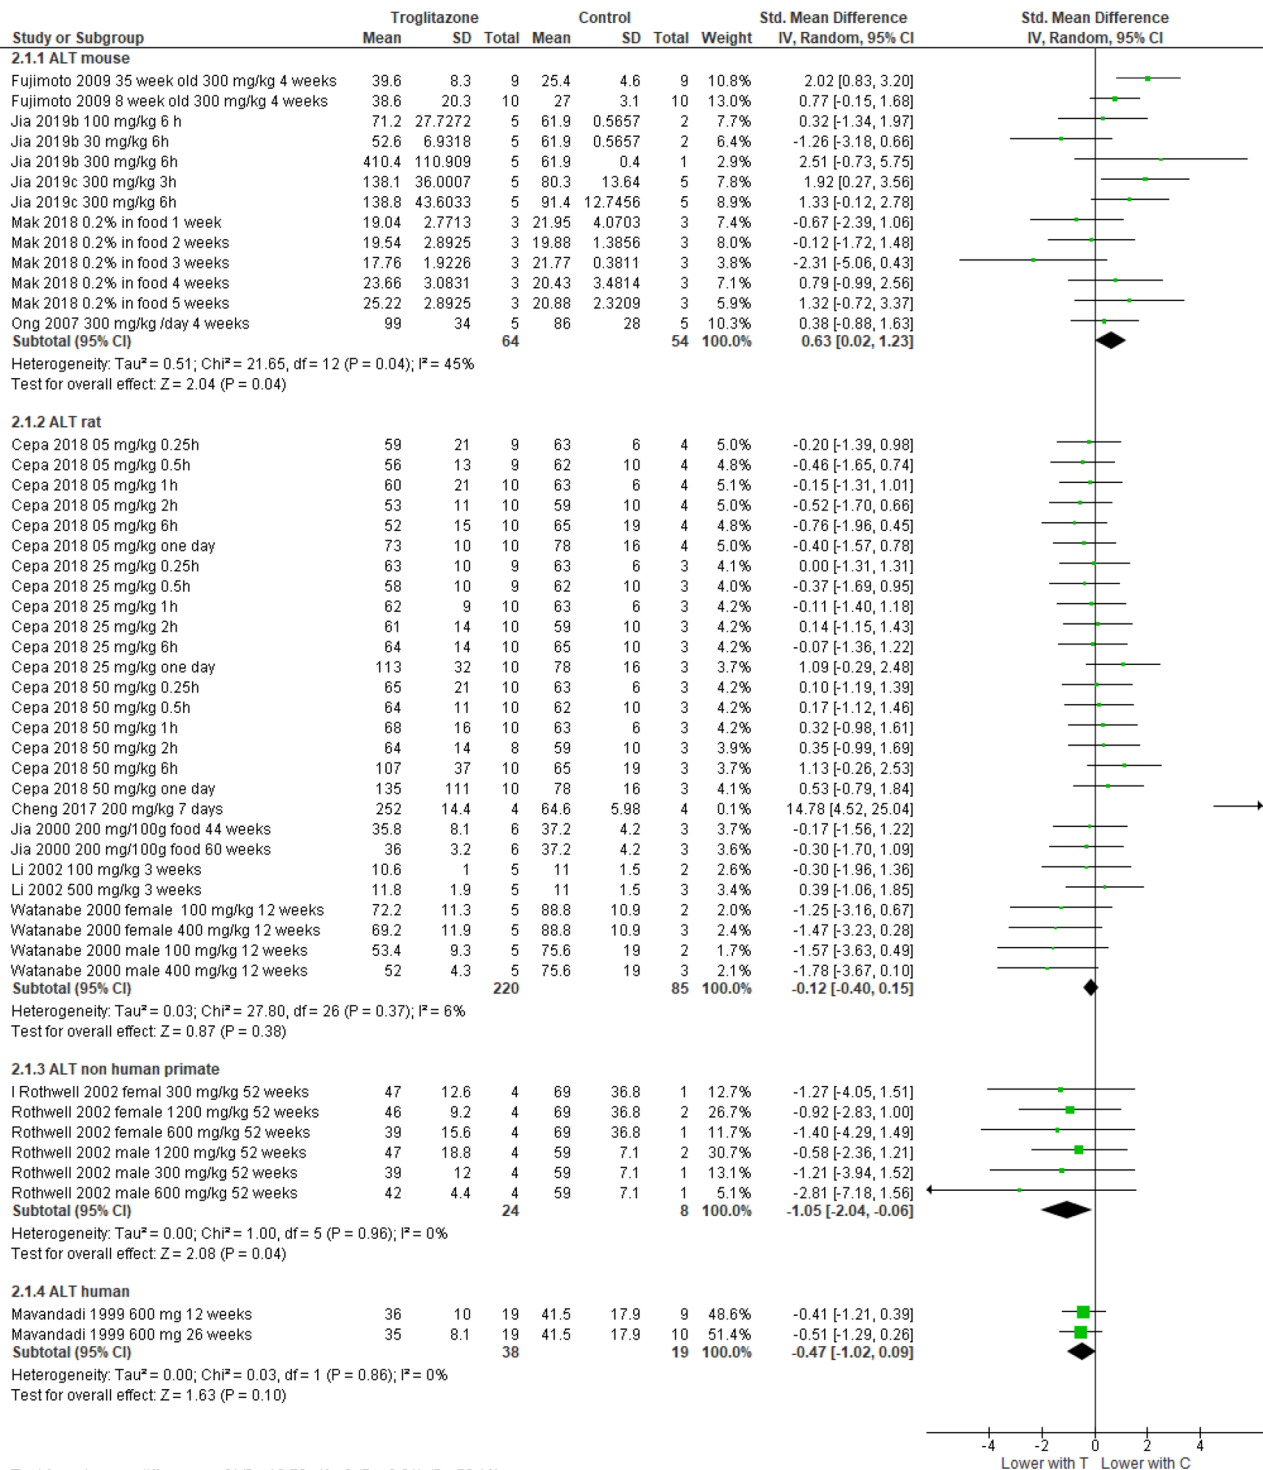 Troglitazone Control Std. Mean Difference Std. Mean Difference
Study or Subgroup Mean SD Total Mean SD Total Weight IV, Random, 95% CI IV, Random, 95% CI
2.1.1 ALT mouse
Fujimoto 2009 35 week old 300 mg/kg 4 weeks 39.6 8.3 9 25.4 4.6 9 10.8% 2.02 [0.83, 3.20]
Fujimoto 2009 8 week old 300 mg/kg 4 weeks 38.6 20.3 10 27 3.1 10 13.0% 0.77 [-0.15, 1.68]
Jia 2019b 100 mg/kg 6 h 71.2 27.7272 5 61.9 0.5657 2 7.7% 0.32 [-1.34, 1.97]
Jia 2019b 30 mg/kg 6h 52.6 6.9318 5 61.9 0.5657 2 6.4% -1.26 [-3.18, 0.66]
Jia 2019b 300 mg/kg 6h 410.4 110.909 5 61.9 0.4 1 2.9% 2.51 [-0.73, 5.75]
Jia 2019c 300 mg/kg 3h 138.1 36.0007 5 80.3 13.64 5 7.8% 1.92 [0.27, 3.56]
Jia 2019c 300 mg/kg 6h 138.8 43.6033 5 91.4 12.7456 5 8.9% 1.33 [-0.12, 2.78]
Mak 2018 0.2% in food 1 week 19.04 2.7713 3 21.95 4.0703 3 7.4% -0.67 [-2.39, 1.06]
Mak 2018 0.2% in food 2 weeks 19.54 2.8925 3 19.88 1.3856 3 8.0% -0.12 [-1.72, 1.48]
Mak 2018 0.2% in food 3 weeks 17.76 1.9226 3 21.77 0.3811 3 3.8% -2.31 [-5.06, 0.43]
Mak 2018 0.2% in food 4 weeks 23.66 3.0831 3 20.43 3.4814 3 7.1% 0.79 [-0.99, 2.56]
Mak 2018 0.2% in food 5 weeks 25.22 2.8925 3 20.88 2.3209 3 5.9% 1.32 [-0.72, 3.37]
Ong 2007 300 mg/kg /day 4 weeks 99 34 5 86 28 5 10.3% 0.38 [-0.88, 1.63]
Subtotal (95% CI) 64 54 100.0% 0.63 [0.02, 1.23]
Heterogeneity: Tau² = 0.51; Chi² = 21.65, df = 12 (P = 0.04); I² = 45%
Test for overall effect: Z = 2.04 (P = 0.04)
2.1.2 ALT rat
Cepa 2018 05 mg/kg 0.25h 59 21 9 63 6 4 5.0% -0.20 [-1.39, 0.98]
Cepa 2018 05 mg/kg 0.5h 56 13 9 62 10 4 4.8% -0.46 [-1.65, 0.74]
Cepa 2018 05 mg/kg 1h 60 21 10 63 6 4 5.1% -0.15 [-1.31, 1.01]
Cepa 2018 05 mg/kg 2h 53 11 10 59 10 4 5.0% -0.52 [-1.70, 0.66]
Cepa 2018 05 mg/kg 6h 52 15 10 65 19 4 4.8% -0.76 [-1.96, 0.45]
Cepa 2018 05 mg/kg one day 73 10 10 78 16 4 5.0% -0.40 [-1.57, 0.78]
Cepa 2018 25 mg/kg 0.25h 63 10 9 63 6 3 4.1% 0.00 [-1.31, 1.31]
Cepa 2018 25 mg/kg 0.5h 58 10 9 62 10 3 4.0% -0.37 [-1.69, 0.95]
Cepa 2018 25 mg/kg 1h 62 9 10 63 6 3 4.2% -0.11 [-1.40, 1.18]
Cepa 2018 25 mg/kg 2h 61 14 10 59 10 3 4.2% 0.14 [-1.15, 1.43]
Cepa 2018 25 mg/kg 6h 64 14 10 65 10 3 4.2% -0.07 [-1.36, 1.22]
Cepa 2018 25 mg/kg one day 113 32 10 78 16 3 3.7% 1.09 [-0.29, 2.48]
Cepa 2018 50 mg/kg 0.25h 65 21 10 63 6 3 4.2% 0.10 [-1.19, 1.39]
Cepa 2018 50 mg/kg 0.5h 64 11 10 62 10 3 4.2% 0.17 [-1.12, 1.46]
Cepa 2018 50 mg/kg 1h 68 16 10 63 6 3 4.2% 0.32 [-0.98, 1.61]
Cepa 2018 50 mg/kg 2h 64 14 8 59 10 3 3.9% 0.35 [-0.99, 1.69]
Cepa 2018 50 mg/kg 6h 107 37 10 65 19 3 3.7% 1.13 [-0.26, 2.53]
Cepa 2018 50 mg/kg one day 135 111 10 78 16 3 4.1% 0.53 [-0.79, 1.84]
Cheng 2017 200 mg/kg 7 days 252 14.4 4 64.6 5.98 4 0.1% 14.78 [4.52, 25.04]
Jia 2000 200 mg/100g food 44 weeks 35.8 8.1 6 37.2 4.2 3 3.7% -0.17 [-1.56, 1.22]
Jia 2000 200 mg/100g food 60 weeks 36 3.2 6 37.2 4.2 3 3.7% -0.30 [-1.70, 1.09]
Li 2002 100 mg/kg 3 weeks 10.6 1 5 11 1.5 2 2.6% -0.30 [-1.96, 1.36]
Li 2002 500 mg/kg 3 weeks 11.8 1.9 5 11 1.5 3 3.4% 0.39 [-1.06, 1.85]
Watanabe 2000 female 100 mg/kg 12 weeks 72.2 11.3 5 88.8 10.9 2 2.0% -1.25 [-3.16, 0.67]
Watanabe 2000 female 400 mg/kg 12 weeks 69.2 11.9 5 88.8 10.9 3 2.4% -1.47 [-3.23, 0.28]
Watanabe 2000 male 100 mg/kg 12 weeks 53.4 9.3 5 75.6 19 2 1.7% -1.57 [-3.63, 0.49]
Watanabe 2000 male 400 mg/kg 12 weeks 52 4.3 5 75.6 19 3 2.1% -1.78 [-3.67, 0.10]
Subtotal (95% CI) 220 85 100.0% -0.12 [-0.40, 0.15]
Heterogeneity: Tau² = 0.03; Chi² = 27.80, df = 26 (P = 0.37); I² = 6%
Test for overall effect: Z = 0.87 (P = 0.38)
2.1.3 ALT non human primate
I Rothwell 2002 femal 300 mg/kg 52 weeks 47 12.6 4 69 36.8 1 12.7% -1.27 [-4.05, 1.51]
Rothwell 2002 female 1200 mg/kg 52 weeks 46 9.2 4 69 36.8 2 26.7% -0.92 [-2.83, 1.00]
Rothwell 2002 female 600 mg/kg 52 weeks 39 15.6 4 69 36.8 1 11.7% -1.40 [-4.29, 1.49]
Rothwell 2002 male 1200 mg/kg 52 weeks 47 18.8 4 59 7.1 2 30.7% -0.58 [-2.36, 1.21]
Rothwell 2002 male 300 mg/kg 52 weeks 39 12 4 59 7.1 1 13.1% -1.21 [-3.94, 1.52]
Rothwell 2002 male 600 mg/kg 52 weeks 42 4.4 4 59 7.1 1 5.1% -2.81 [-7.18, 1.56]
Subtotal (95% CI) 24 8 100.0% -1.05 [-2.04, -0.06]
Heterogeneity: Tau² = 0.00; Chi² = 1.00, df = 5 (P = 0.96); I² = 0%
Test for overall effect: Z = 2.08 (P = 0.04)
2.1.4 ALT human
Mavandadi 1999 600 mg 12 weeks 36 10 19 41.5 17.9 9 48.6% -0.41 [-1.21, 0.39]
Mavandadi 1999 600 mg 26 weeks 35 8.1 19 41.5 17.9 10 51.4% -0.51 [-1.29, 0.26]
Subtotal (95% CI) 38 19 100.0% -0.47 [-1.02, 0.09]
Heterogeneity: Tau² = 0.00; Chi² = 0.03, df = 1 (P = 0.86); I² = 0%
Test for overall effect: Z = 1.63 (P = 0.10)
-4 -2 0 2 4
Lower with T Lower with C